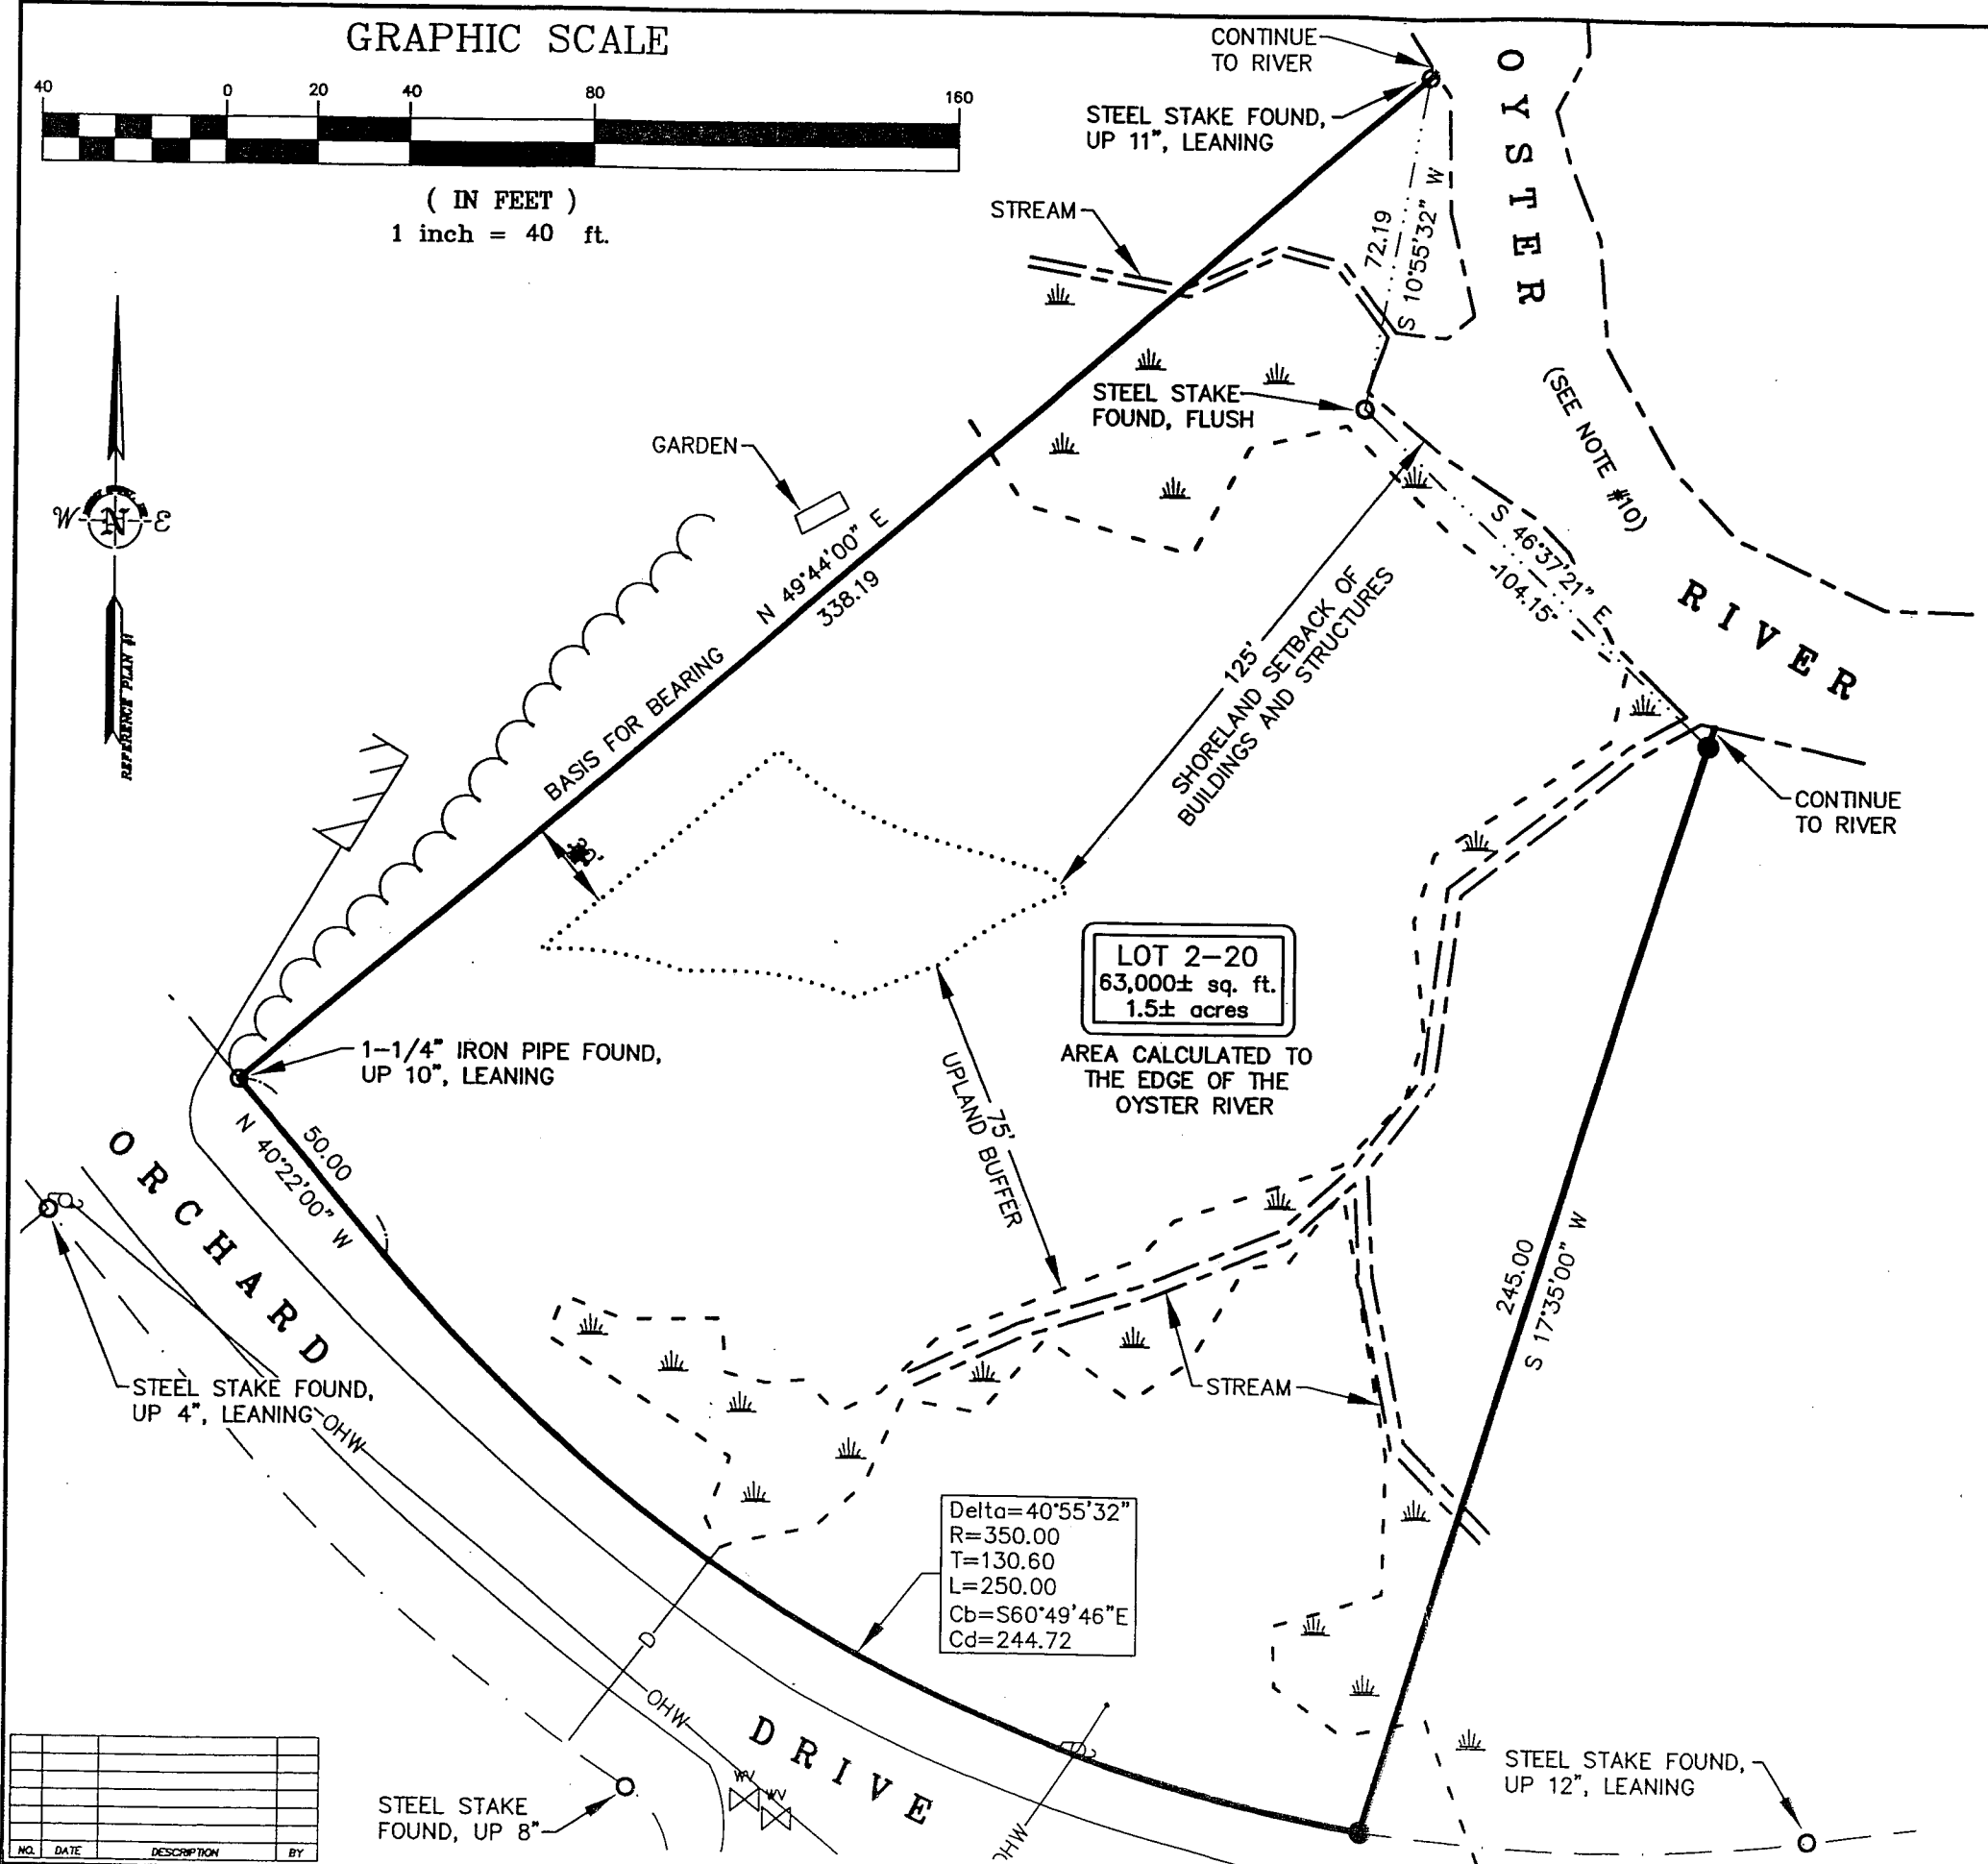 GRAPHIC SCALE
40 0 20 40 80 160
( IN FEET )
1 inch = 40 ft.
CONTINUE
TO RIVER
STEEL STAKE FOUND,
UP 11", LEANING
STREAM
72.19
S 10°55'32" W
OYSTER
RIVER
(SEE NOTE #10)
STEEL STAKE
FOUND, FLUSH
GARDEN
W N E
REFERENCE PLAN #1
N 49°44'00" E
338.19
BASIS FOR BEARING
S 46°37'21" E
104.15
125'
SHORELAND SETBACK OF
BUILDINGS AND STRUCTURES
CONTINUE
TO RIVER
LOT 2-20
63,000± sq. ft.
1.5± acres
AREA CALCULATED TO
THE EDGE OF THE
OYSTER RIVER
1-1/4" IRON PIPE FOUND,
UP 10", LEANING
75'
UPLAND BUFFER
50.00
N 40°22'00" W
ORCHARD
DRIVE
245.00
S 17°35'00" W
STEEL STAKE FOUND,
UP 4", LEANING
OHW
STREAM
Delta=40°55'32"
R=350.00
T=130.60
L=250.00
Cb=S60°49'46"E
Cd=244.72
D
OHW
WV
WV
OHW
STEEL STAKE
FOUND, UP 8"
STEEL STAKE FOUND,
UP 12", LEANING
NO. DATE DESCRIPTION BY